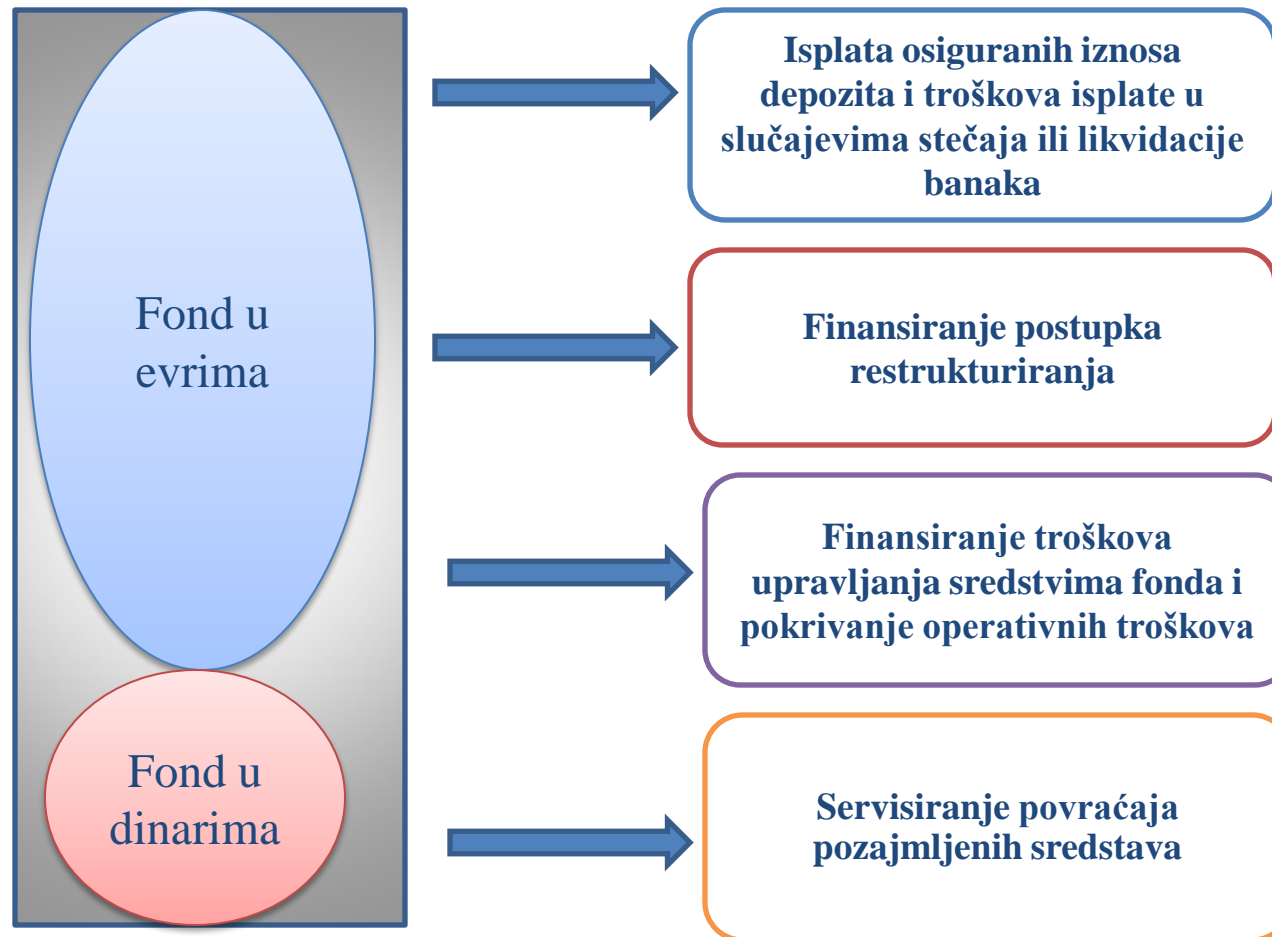 Fond u
evrima
Fond u
dinarima
Isplata osiguranih iznosa
depozita i troškova isplate u
slučajevima stečaja ili likvidacije
banaka
Finansiranje postupka
restrukturiranja
Finansiranje troškova
upravljanja sredstvima fonda i
pokrivanje operativnih troškova
Servisiranje povraćaja
pozajmljenih sredstava